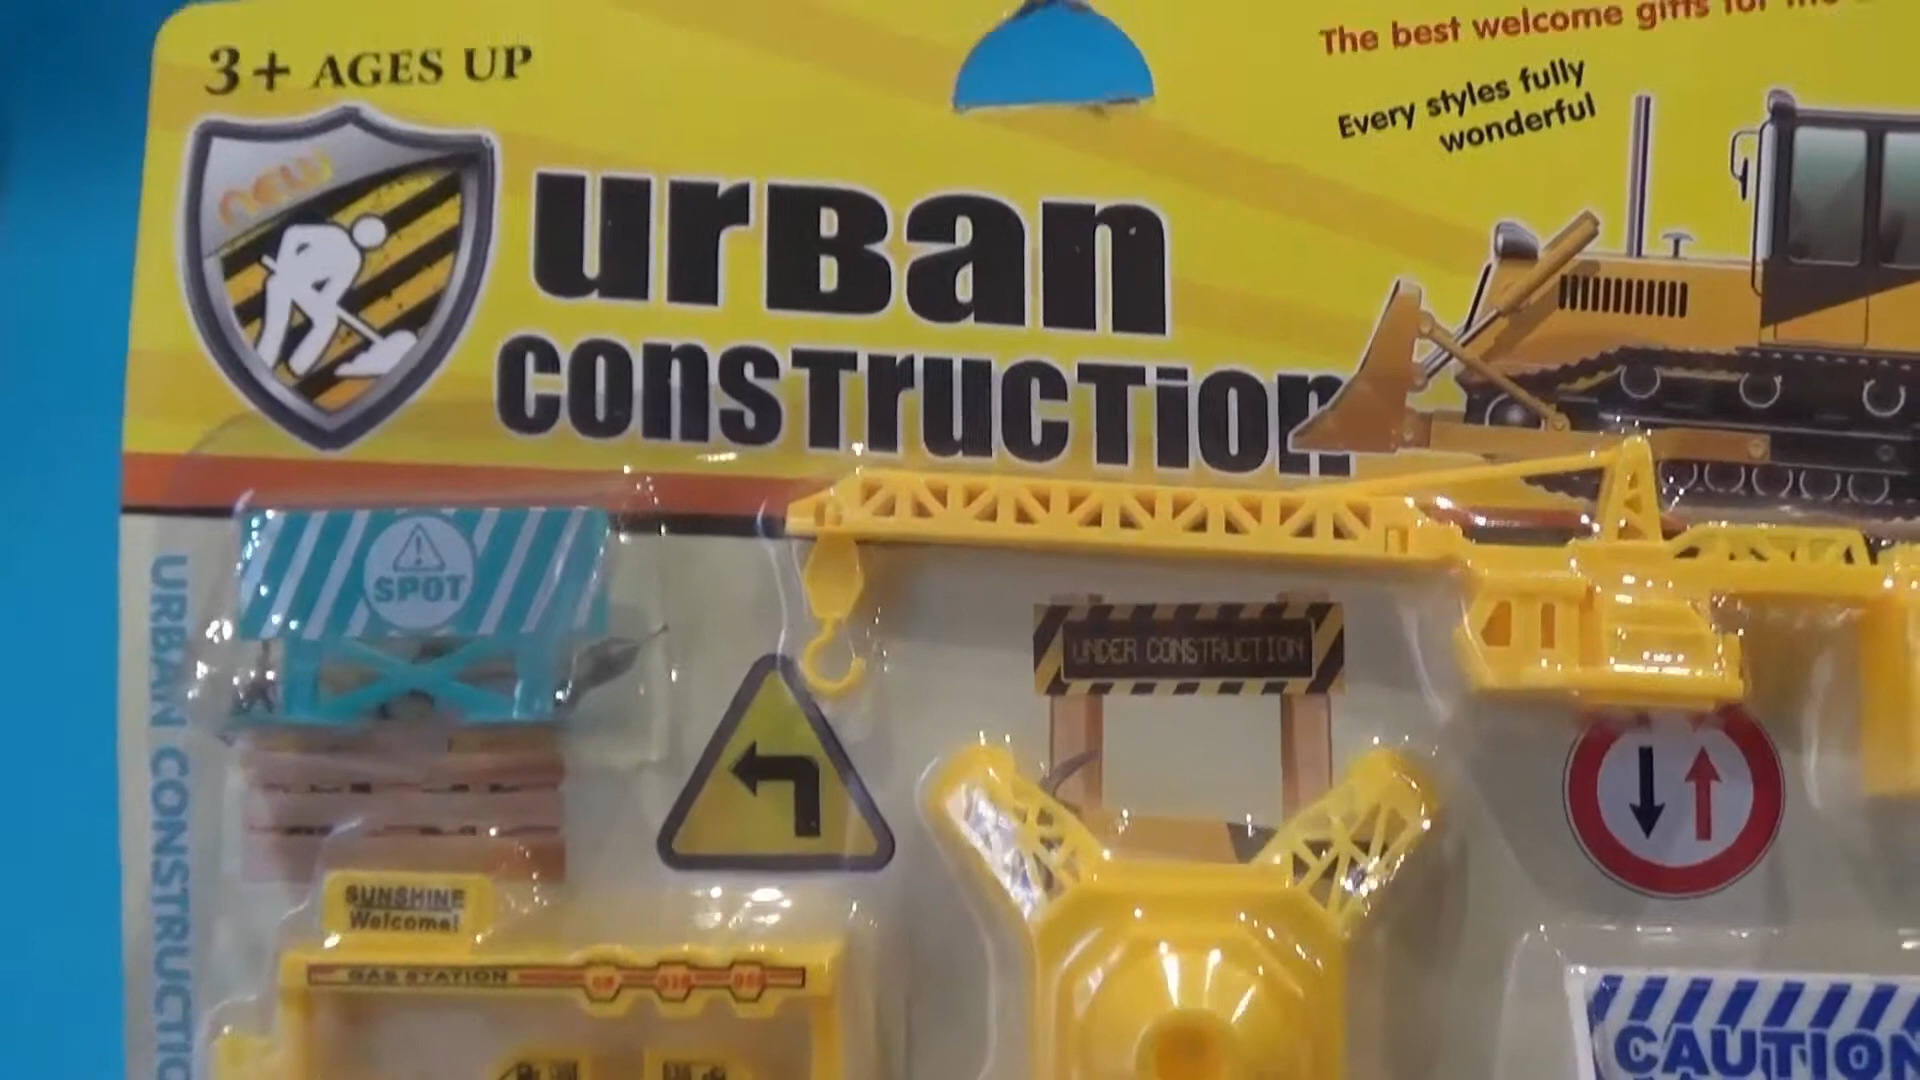 3+ AGES UP
The best welcome gifts for
Every styles fully
wonderful
new
urBan
consTrucTion
SPOT
UNDER CONSTRUCTION
URBAN CONSTRUCTIO
SUNSHINE
Welcome!
GAS STATION
CAUTION